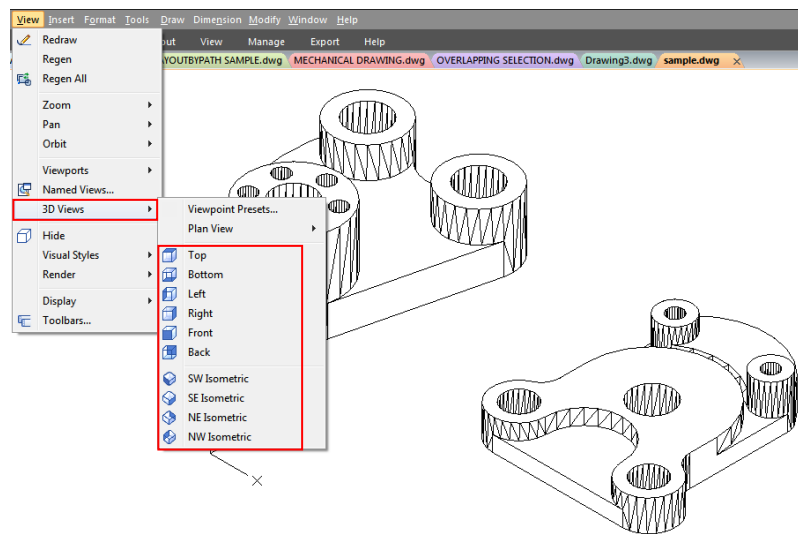 View Insert Format Tools Draw Dimension Modify Window Help
View Manage Export Help
YOUTBYPATH SAMPLE.dwg MECHANICAL DRAWING.dwg OVERLAPPING SELECTION.dwg Drawing3.dwg sample.dwg
Redraw
Regen
Regen All
Zoom
Pan
Orbit
Viewports
Named Views...
3D Views
Hide
Visual Styles
Render
Display
Toolbars...
Viewpoint Presets...
Plan View
Top
Bottom
Left
Right
Front
Back
SW Isometric
SE Isometric
NE Isometric
NW Isometric
X